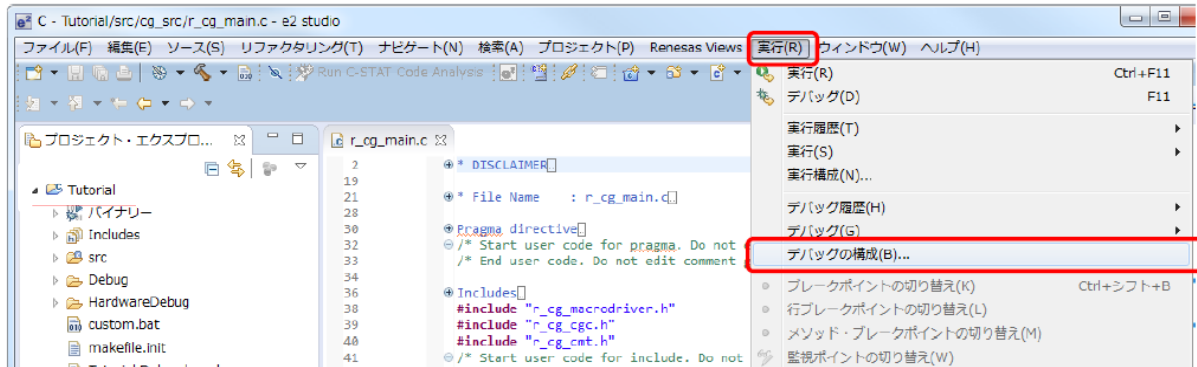 C - Tutorial/src/cg_src/r_cg_main.c - e2 studio
ファイル(F) 編集(E) ソース(S) リファクタリング(T) ナビゲート(N) 検索(A) プロジェクト(P) Renesas Views 実行(R) ウィンドウ(W) ヘルプ(H)
Run C-STAT Code Analysis
実行(R) Ctrl+F11
デバッグ(D) F11
実行履歴(T)
実行(S)
実行構成(N)...
デバッグ履歴(H)
デバッグ(G)
デバッグの構成(B)...
ブレークポイントの切り替え(K) Ctrl+シフト+B
行ブレークポイントの切り替え(L)
メソッド・ブレークポイントの切り替え(M)
監視ポイントの切り替え(W)
プロジェクト・エクスプロ...
Tutorial
バイナリー
Includes
src
Debug
HardwareDebug
custom.bat
makefile.init
r_cg_main.c
2 * DISCLAIMER
19
21 * File Name : r_cg_main.c
28
30 Pragma directive
32 /* Start user code for pragma. Do not
33 /* End user code. Do not edit comment
34
36 Includes
38 #include "r_cg_macrodriver.h"
39 #include "r_cg_cgc.h"
40 #include "r_cg_cmt.h"
41 /* Start user code for include. Do not